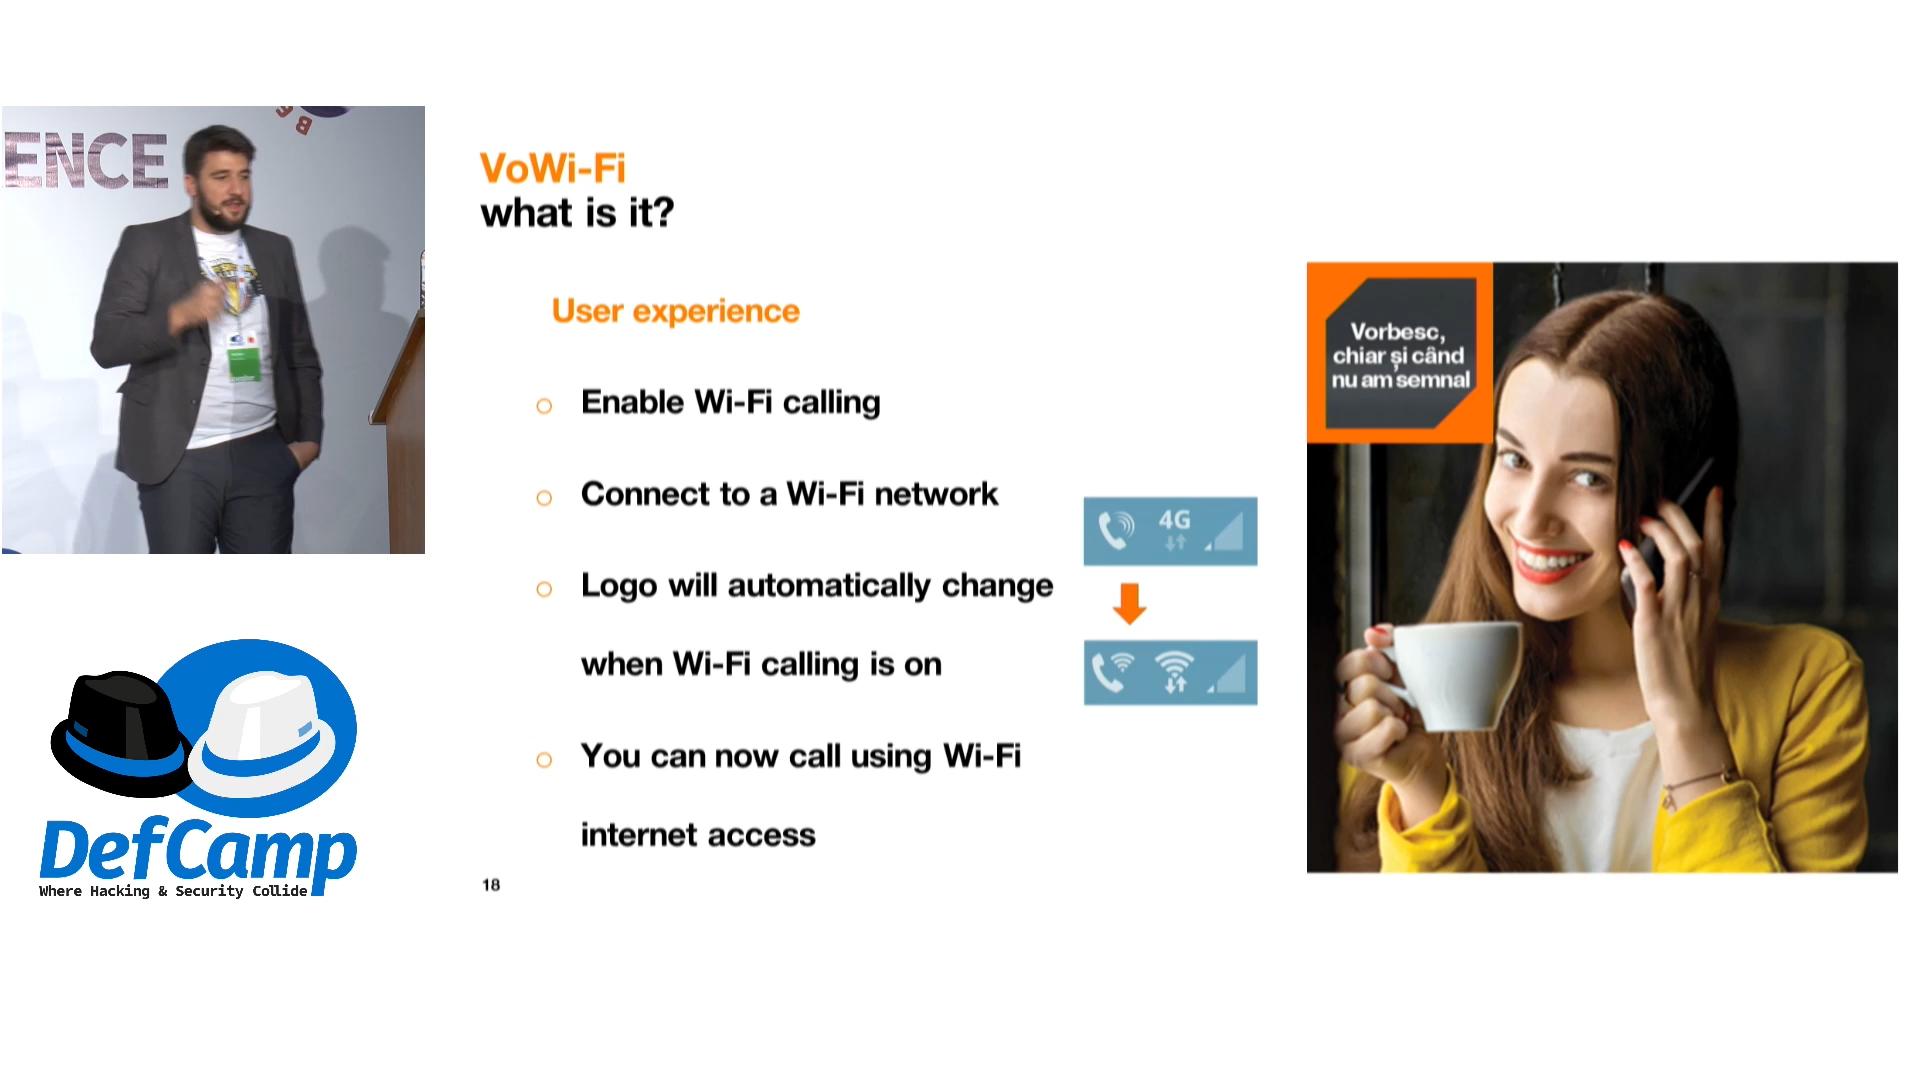 ENCE
VoWi-Fi
what is it?
User experience
Enable Wi-Fi calling
Connect to a Wi-Fi network
Logo will automatically change
when Wi-Fi calling is on
You can now call using Wi-Fi
internet access
4G
Vorbesc,
chiar și când
nu am semnal
18
DefCamp
Where Hacking & Security Collide